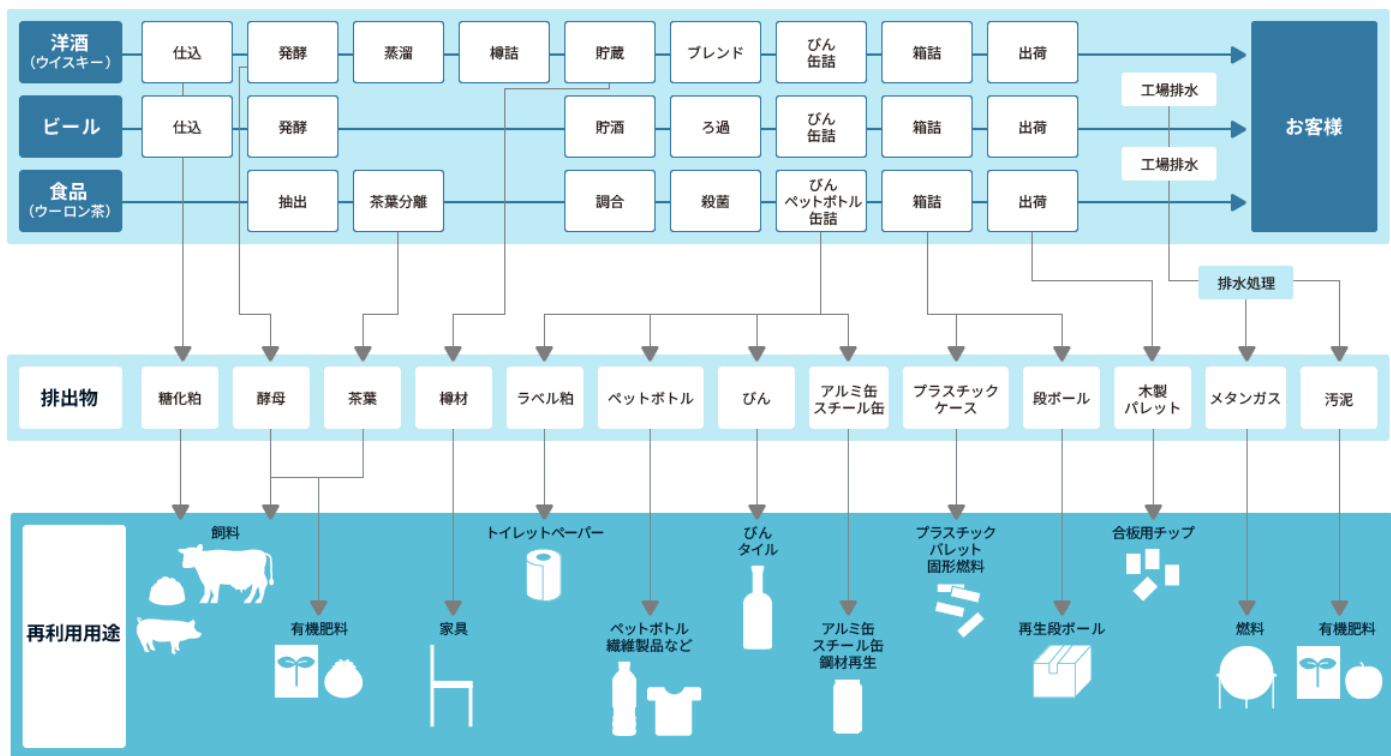 洋酒
（ウイスキー）
仕込
発酵
蒸溜
樽詰
貯蔵
ブレンド
びん
缶詰
箱詰
出荷
工場排水
ビール
仕込
発酵
貯酒
ろ過
びん
缶詰
箱詰
出荷
お客様
工場排水
食品
（ウーロン茶）
抽出
茶葉分離
調合
殺菌
びん
ペットボトル
缶詰
箱詰
出荷
排水処理
排出物
糖化粕
酵母
茶葉
樽材
ラベル粕
ペットボトル
びん
アルミ缶
スチール缶
プラスチック
ケース
段ボール
木製
パレット
メタンガス
汚泥
再利用用途
飼料
トイレットペーパー
びん
タイル
プラスチック
パレット
固形燃料
合板用チップ
有機肥料
家具
ペットボトル
繊維製品など
アルミ缶
スチール缶
鋼材再生
再生段ボール
燃料
有機肥料